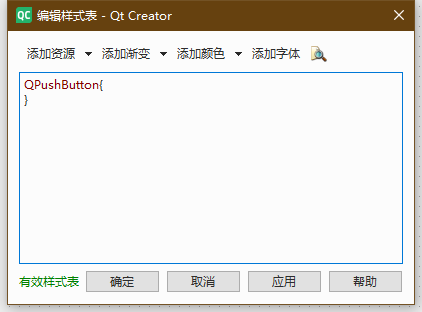 QC 编辑样式表 - Qt Creator
添加资源 添加渐变 添加颜色 添加字体
QPushButton{
}
有效样式表 确定 取消 应用 帮助